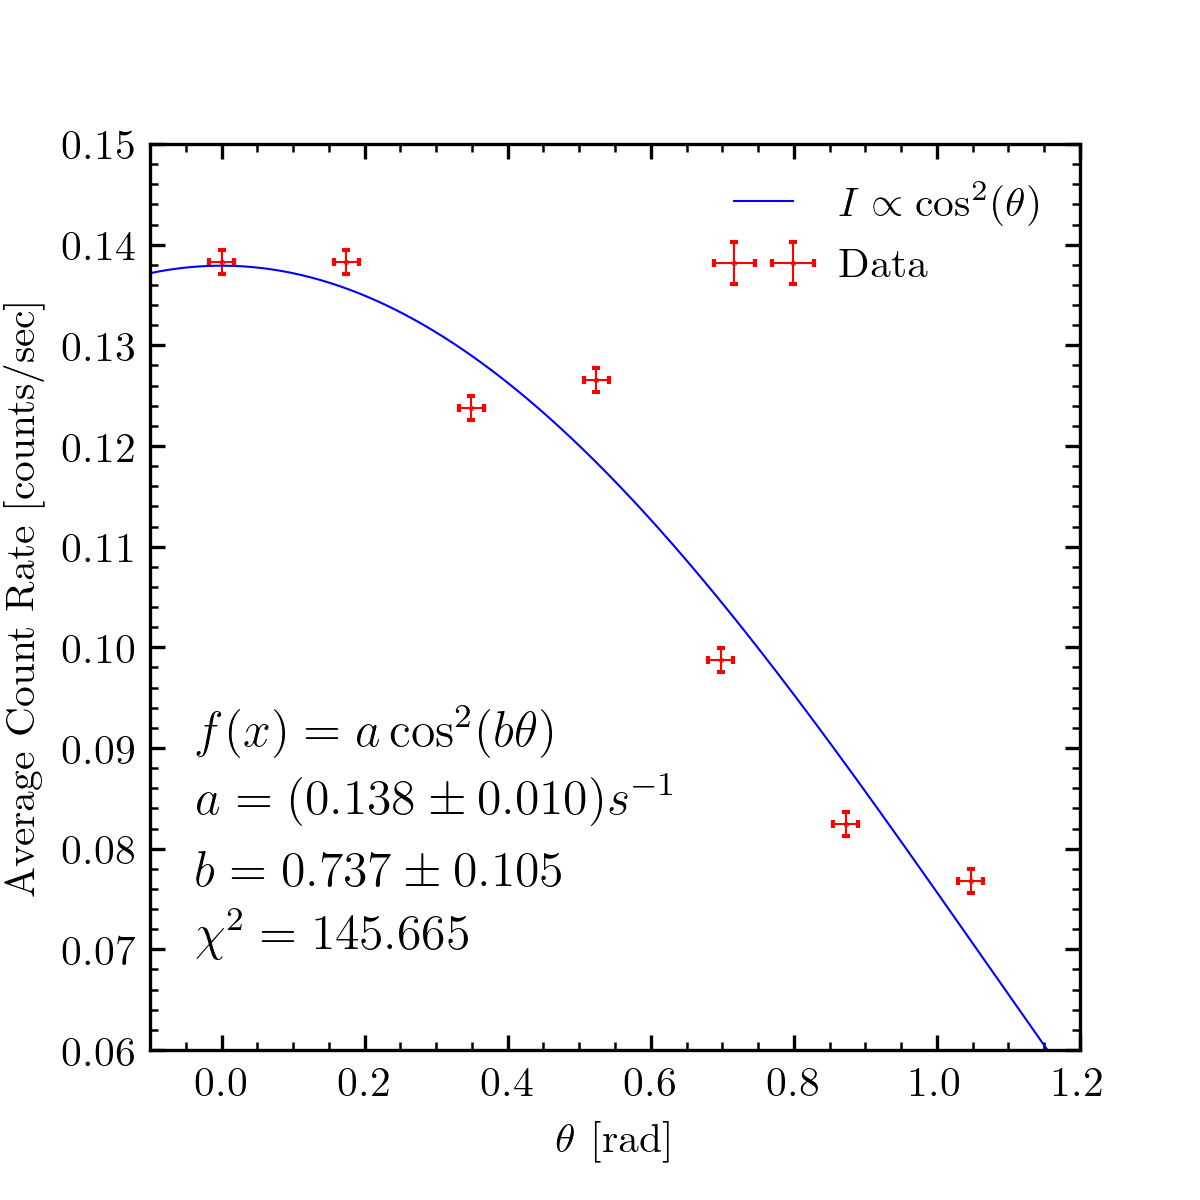 0.15
0.14
0.13
0.12
0.11
0.10
0.09
0.08
0.07
0.06
Average Count Rate [counts/sec]
I ∝ cos²(θ)
Data
f(x) = a cos²(bθ)
a = (0.138 ± 0.010)s⁻¹
b = 0.737 ± 0.105
χ² = 145.665
0.0 0.2 0.4 0.6 0.8 1.0 1.2
θ [rad]